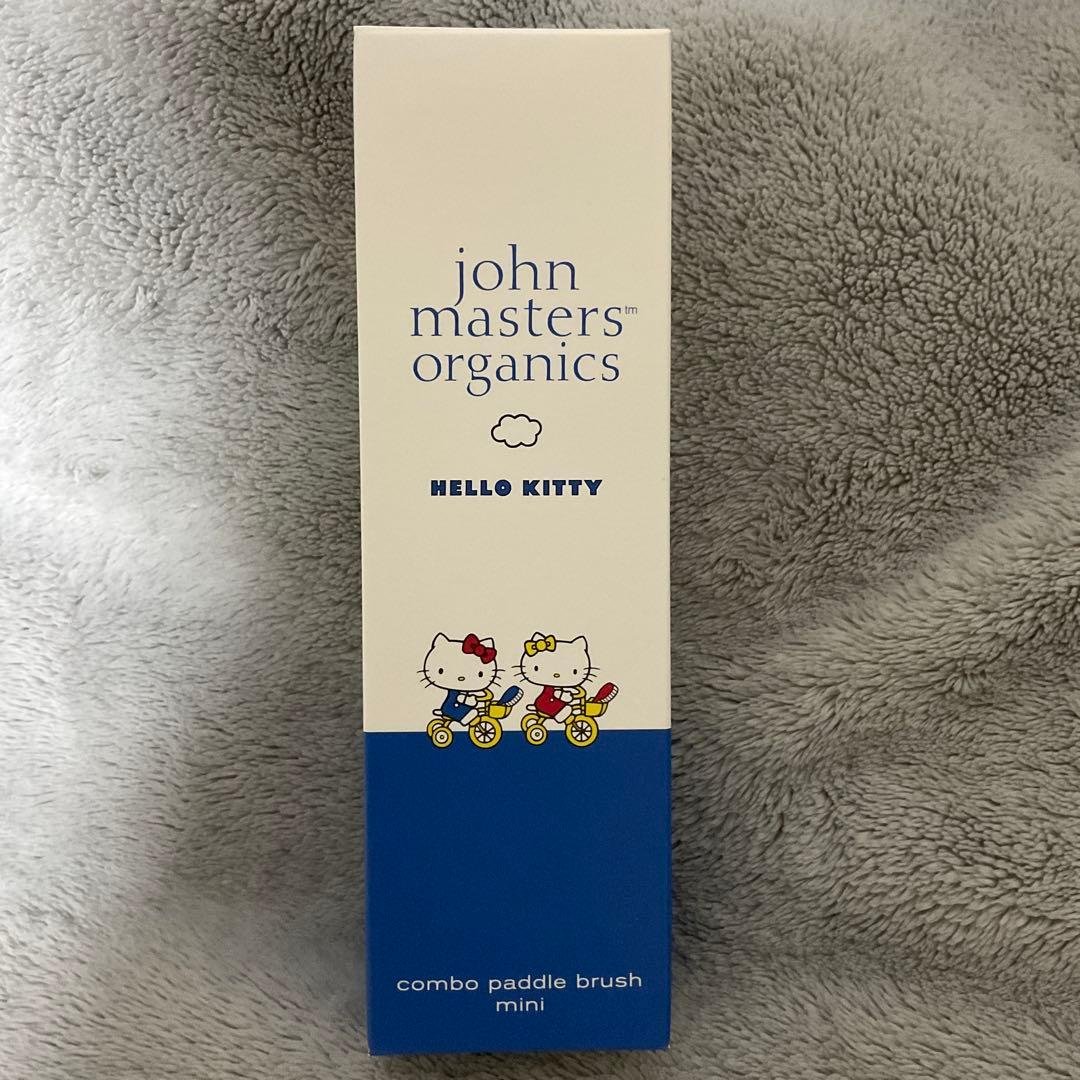 john
masters™
organics
HELLO KITTY
combo paddle brush
mini